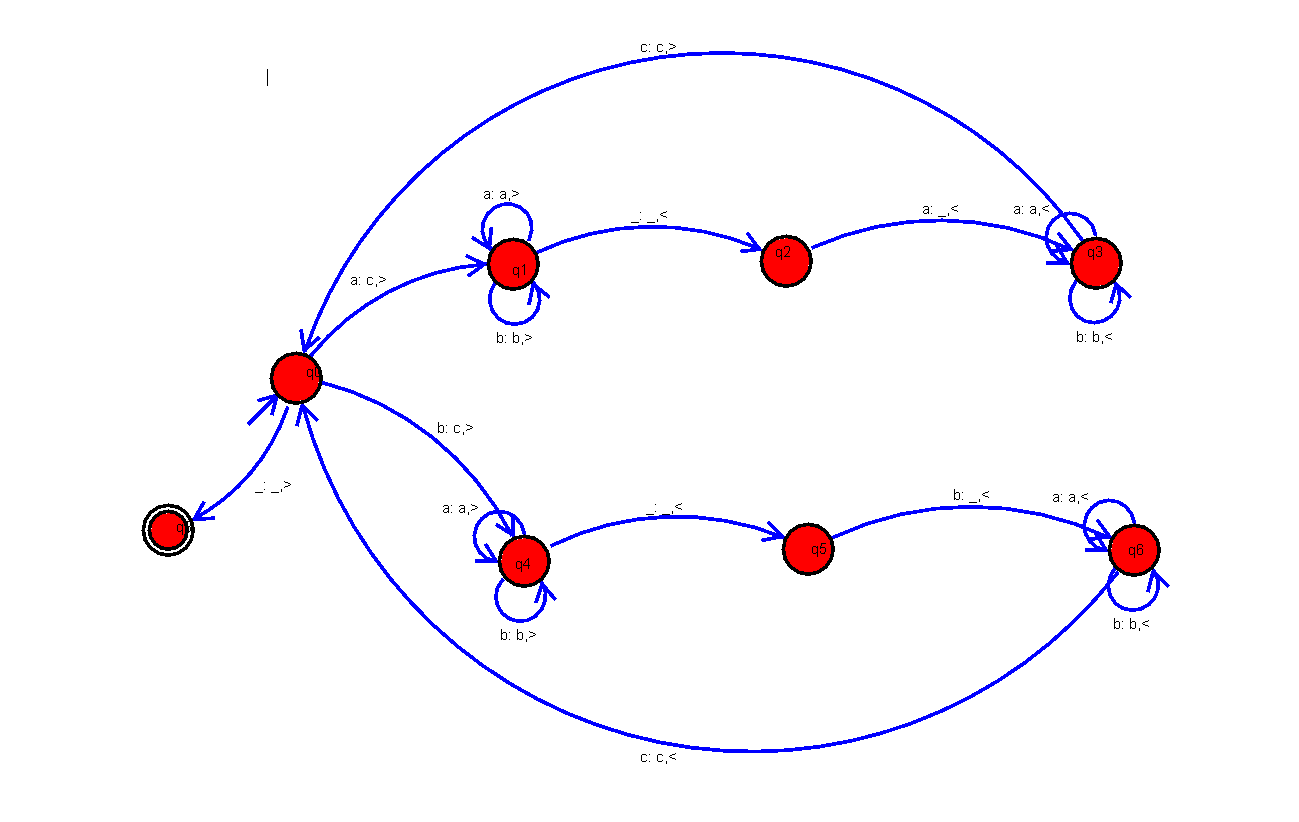 c: c,>
a: a,>
_: _,<
a: _,<
a: a,<
q1
q2
q3
a: c,>
b: b,>
b: b,<
b: c,>
_: _,>
a: a,>
_: _,<
b: _,<
a: a,<
q4
q5
q6
b: b,>
b: b,<
c: c,<